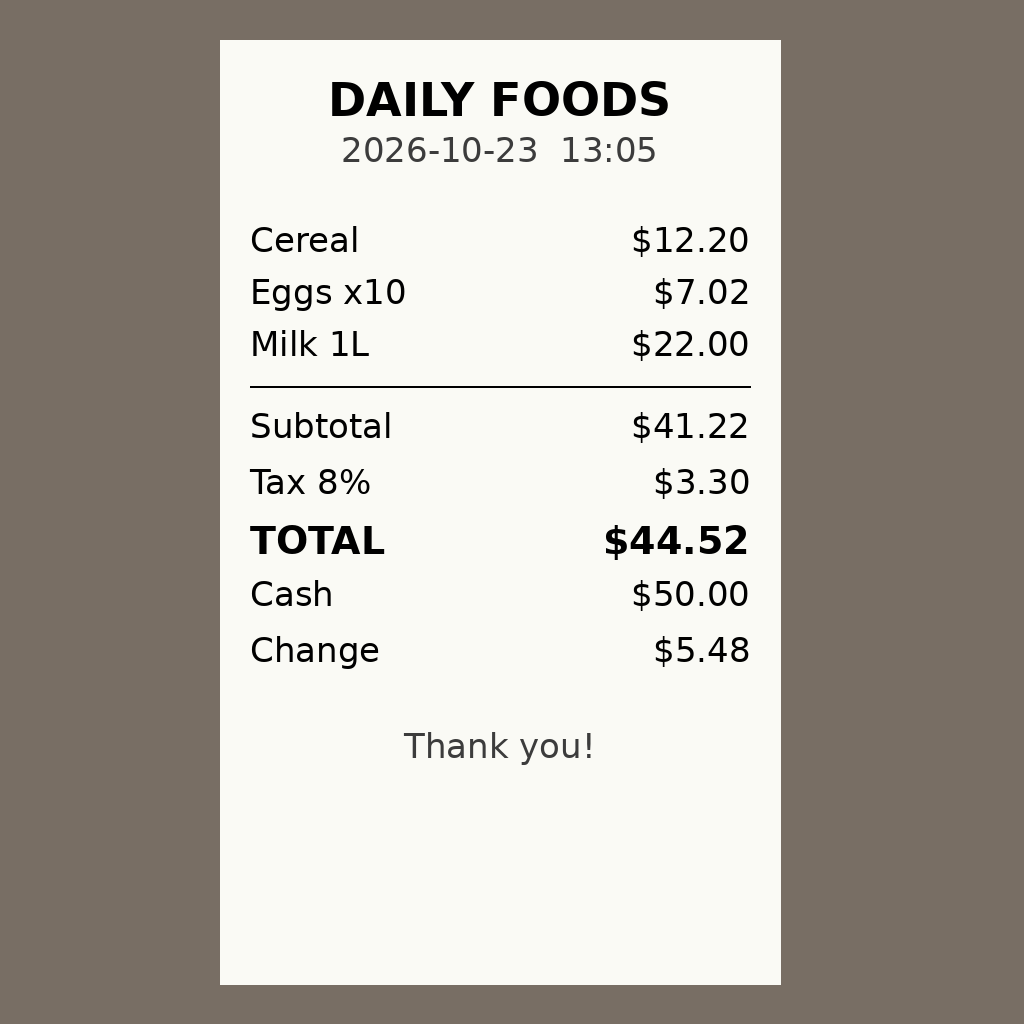 DAILY FOODS
2026-10-23 13:05
Cereal $12.20
Eggs x10 $7.02
Milk 1L $22.00
Subtotal $41.22
Tax 8% $3.30
TOTAL $44.52
Cash $50.00
Change $5.48
Thank you!